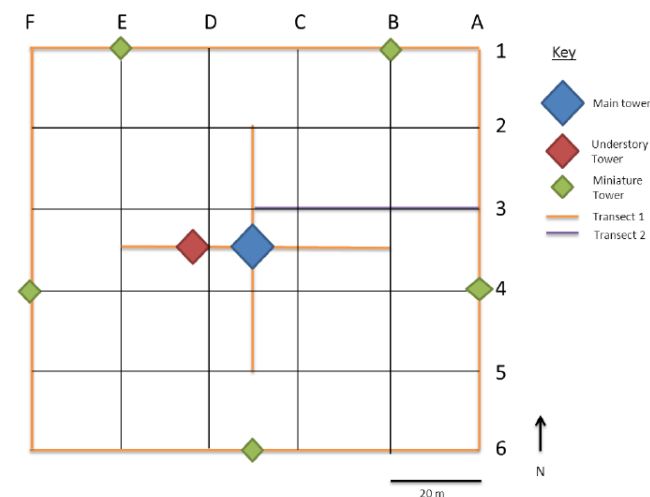 F E D C B A
1
2
3
4
5
6
Key
Main tower
Understory
Tower
Miniature
Tower
Transect 1
Transect 2
N
20 m